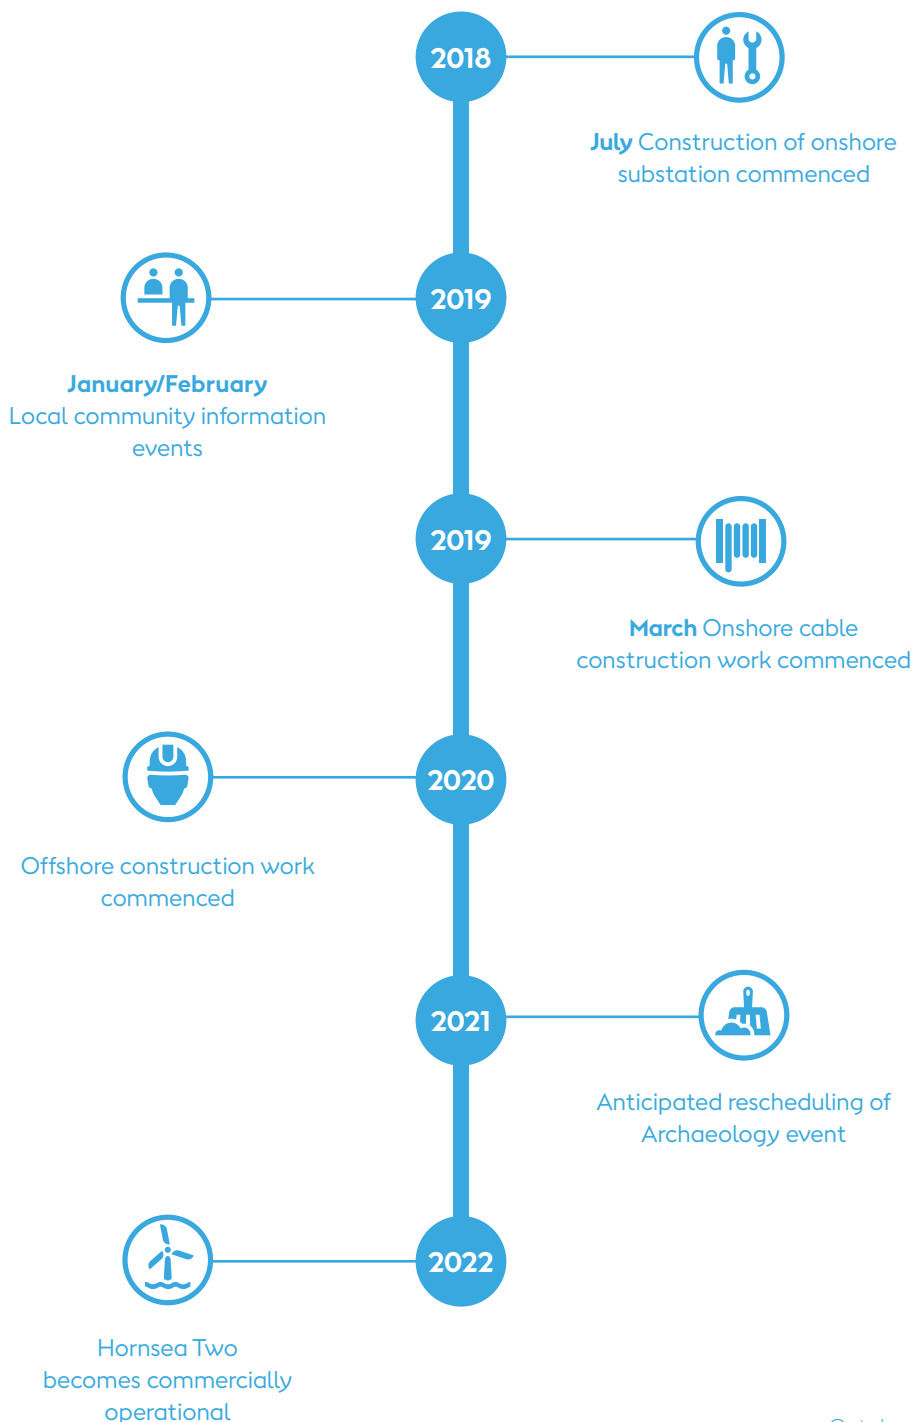 2018
July Construction of onshore
substation commenced
2019
January/February
Local community information
events
2019
March Onshore cable
construction work commenced
2020
Offshore construction work
commenced
2021
Anticipated rescheduling of
Archaeology event
2022
Hornsea Two
becomes commercially
operational